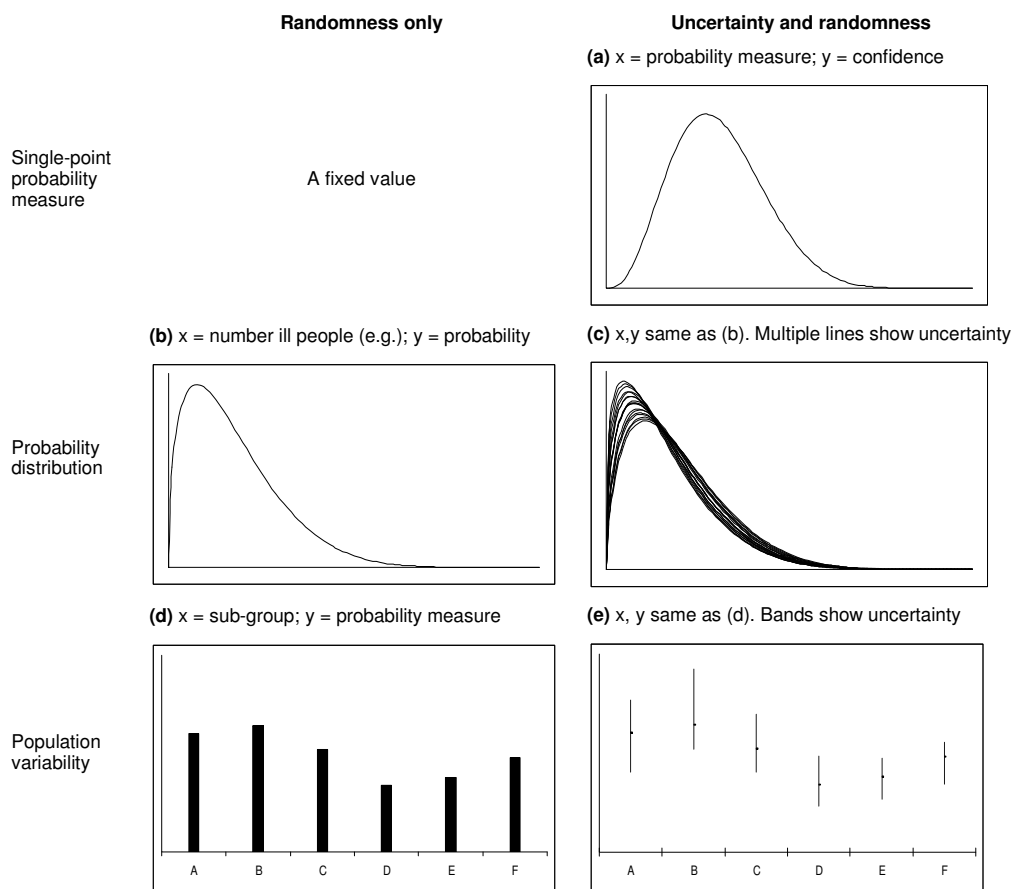 Randomness only
Uncertainty and randomness
(a) x = probability measure; y = confidence
Single-point
probability
measure
A fixed value
(b) x = number ill people (e.g.); y = probability
(c) x,y same as (b). Multiple lines show uncertainty
Probability
distribution
(d) x = sub-group; y = probability measure
(e) x, y same as (d). Bands show uncertainty
Population
variability
A B C D E F
A B C D E F